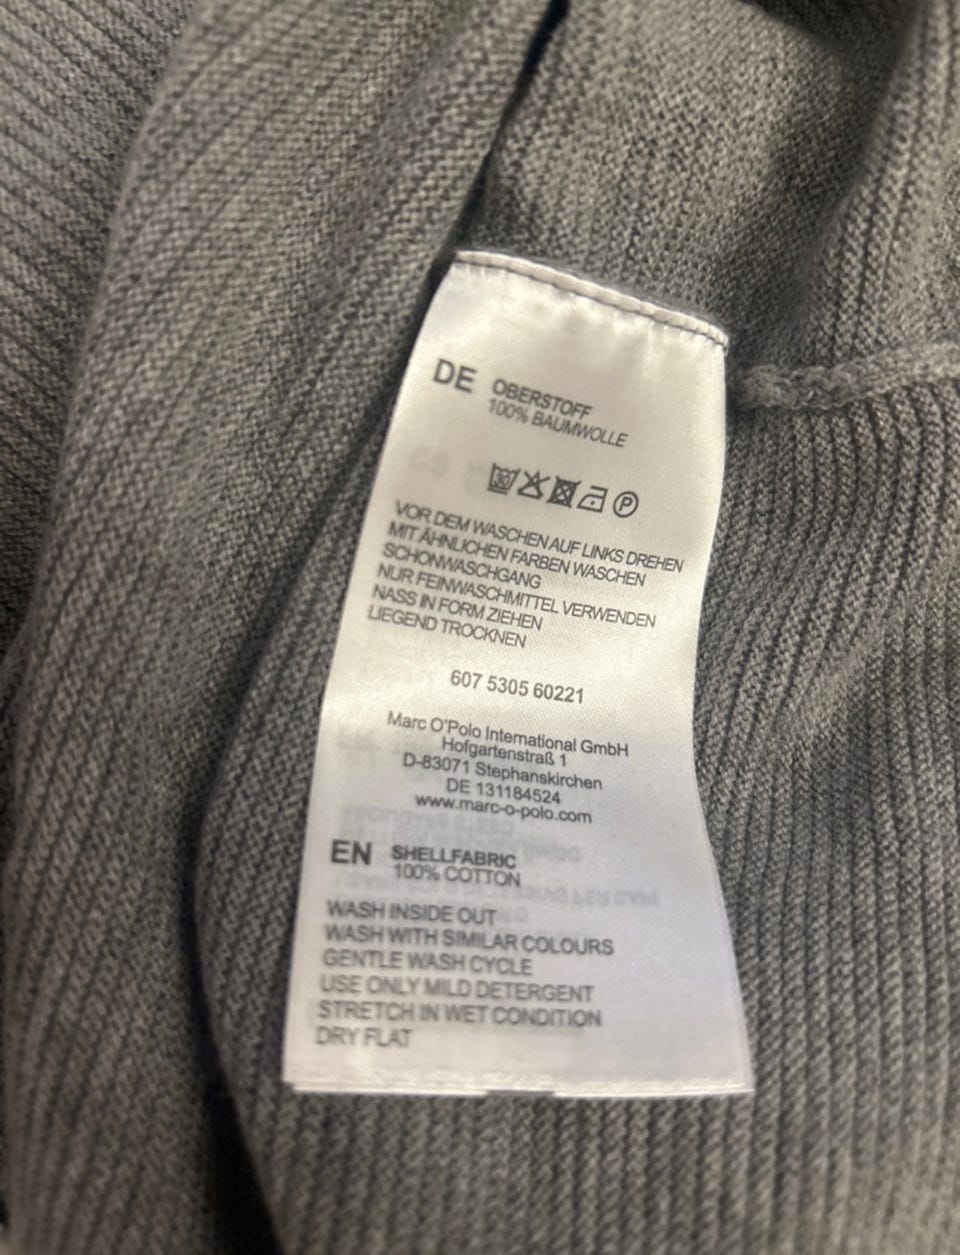 DE OBERSTOFF
100% BAUMWOLLE
30 P
VOR DEM WASCHEN AUF LINKS DREHEN
MIT ÄHNLICHEN FARBEN WASCHEN
SCHONWASCHGANG
NUR FEINWASCHMITTEL VERWENDEN
NASS IN FORM ZIEHEN
LIEGEND TROCKNEN
607 5305 60221
Marc O'Polo International GmbH
Hofgartenstraß 1
D-83071 Stephanskirchen
DE 131184524
www.marc-o-polo.com
EN SHELLFABRIC
100% COTTON
WASH INSIDE OUT
WASH WITH SIMILAR COLOURS
GENTLE WASH CYCLE
USE ONLY MILD DETERGENT
STRETCH IN WET CONDITION
DRY FLAT